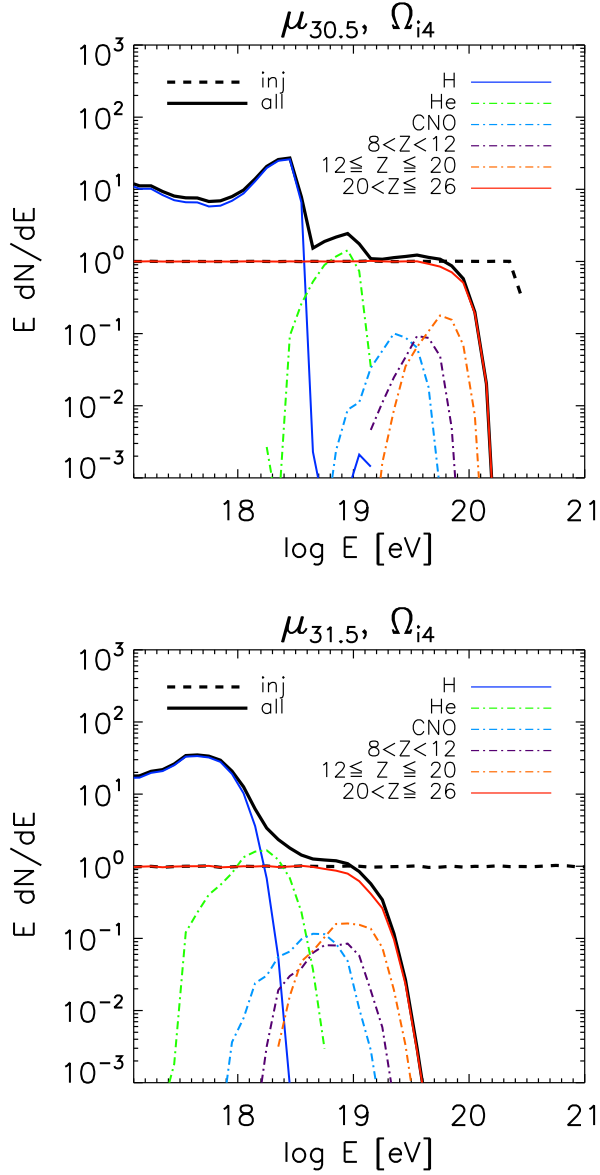 μ30.5, Ωi4
10³
inj H
all He
10² CNO
8<Z<12
12≦ Z ≦ 20
10¹ 20<Z≦ 26
E dN/dE
10⁰
10⁻¹
10⁻²
10⁻³
18 19 20 21
log E [eV]
μ31.5, Ωi4
10³
inj H
all He
10² CNO
8<Z<12
12≦ Z ≦ 20
10¹ 20<Z≦ 26
E dN/dE
10⁰
10⁻¹
10⁻²
10⁻³
18 19 20 21
log E [eV]